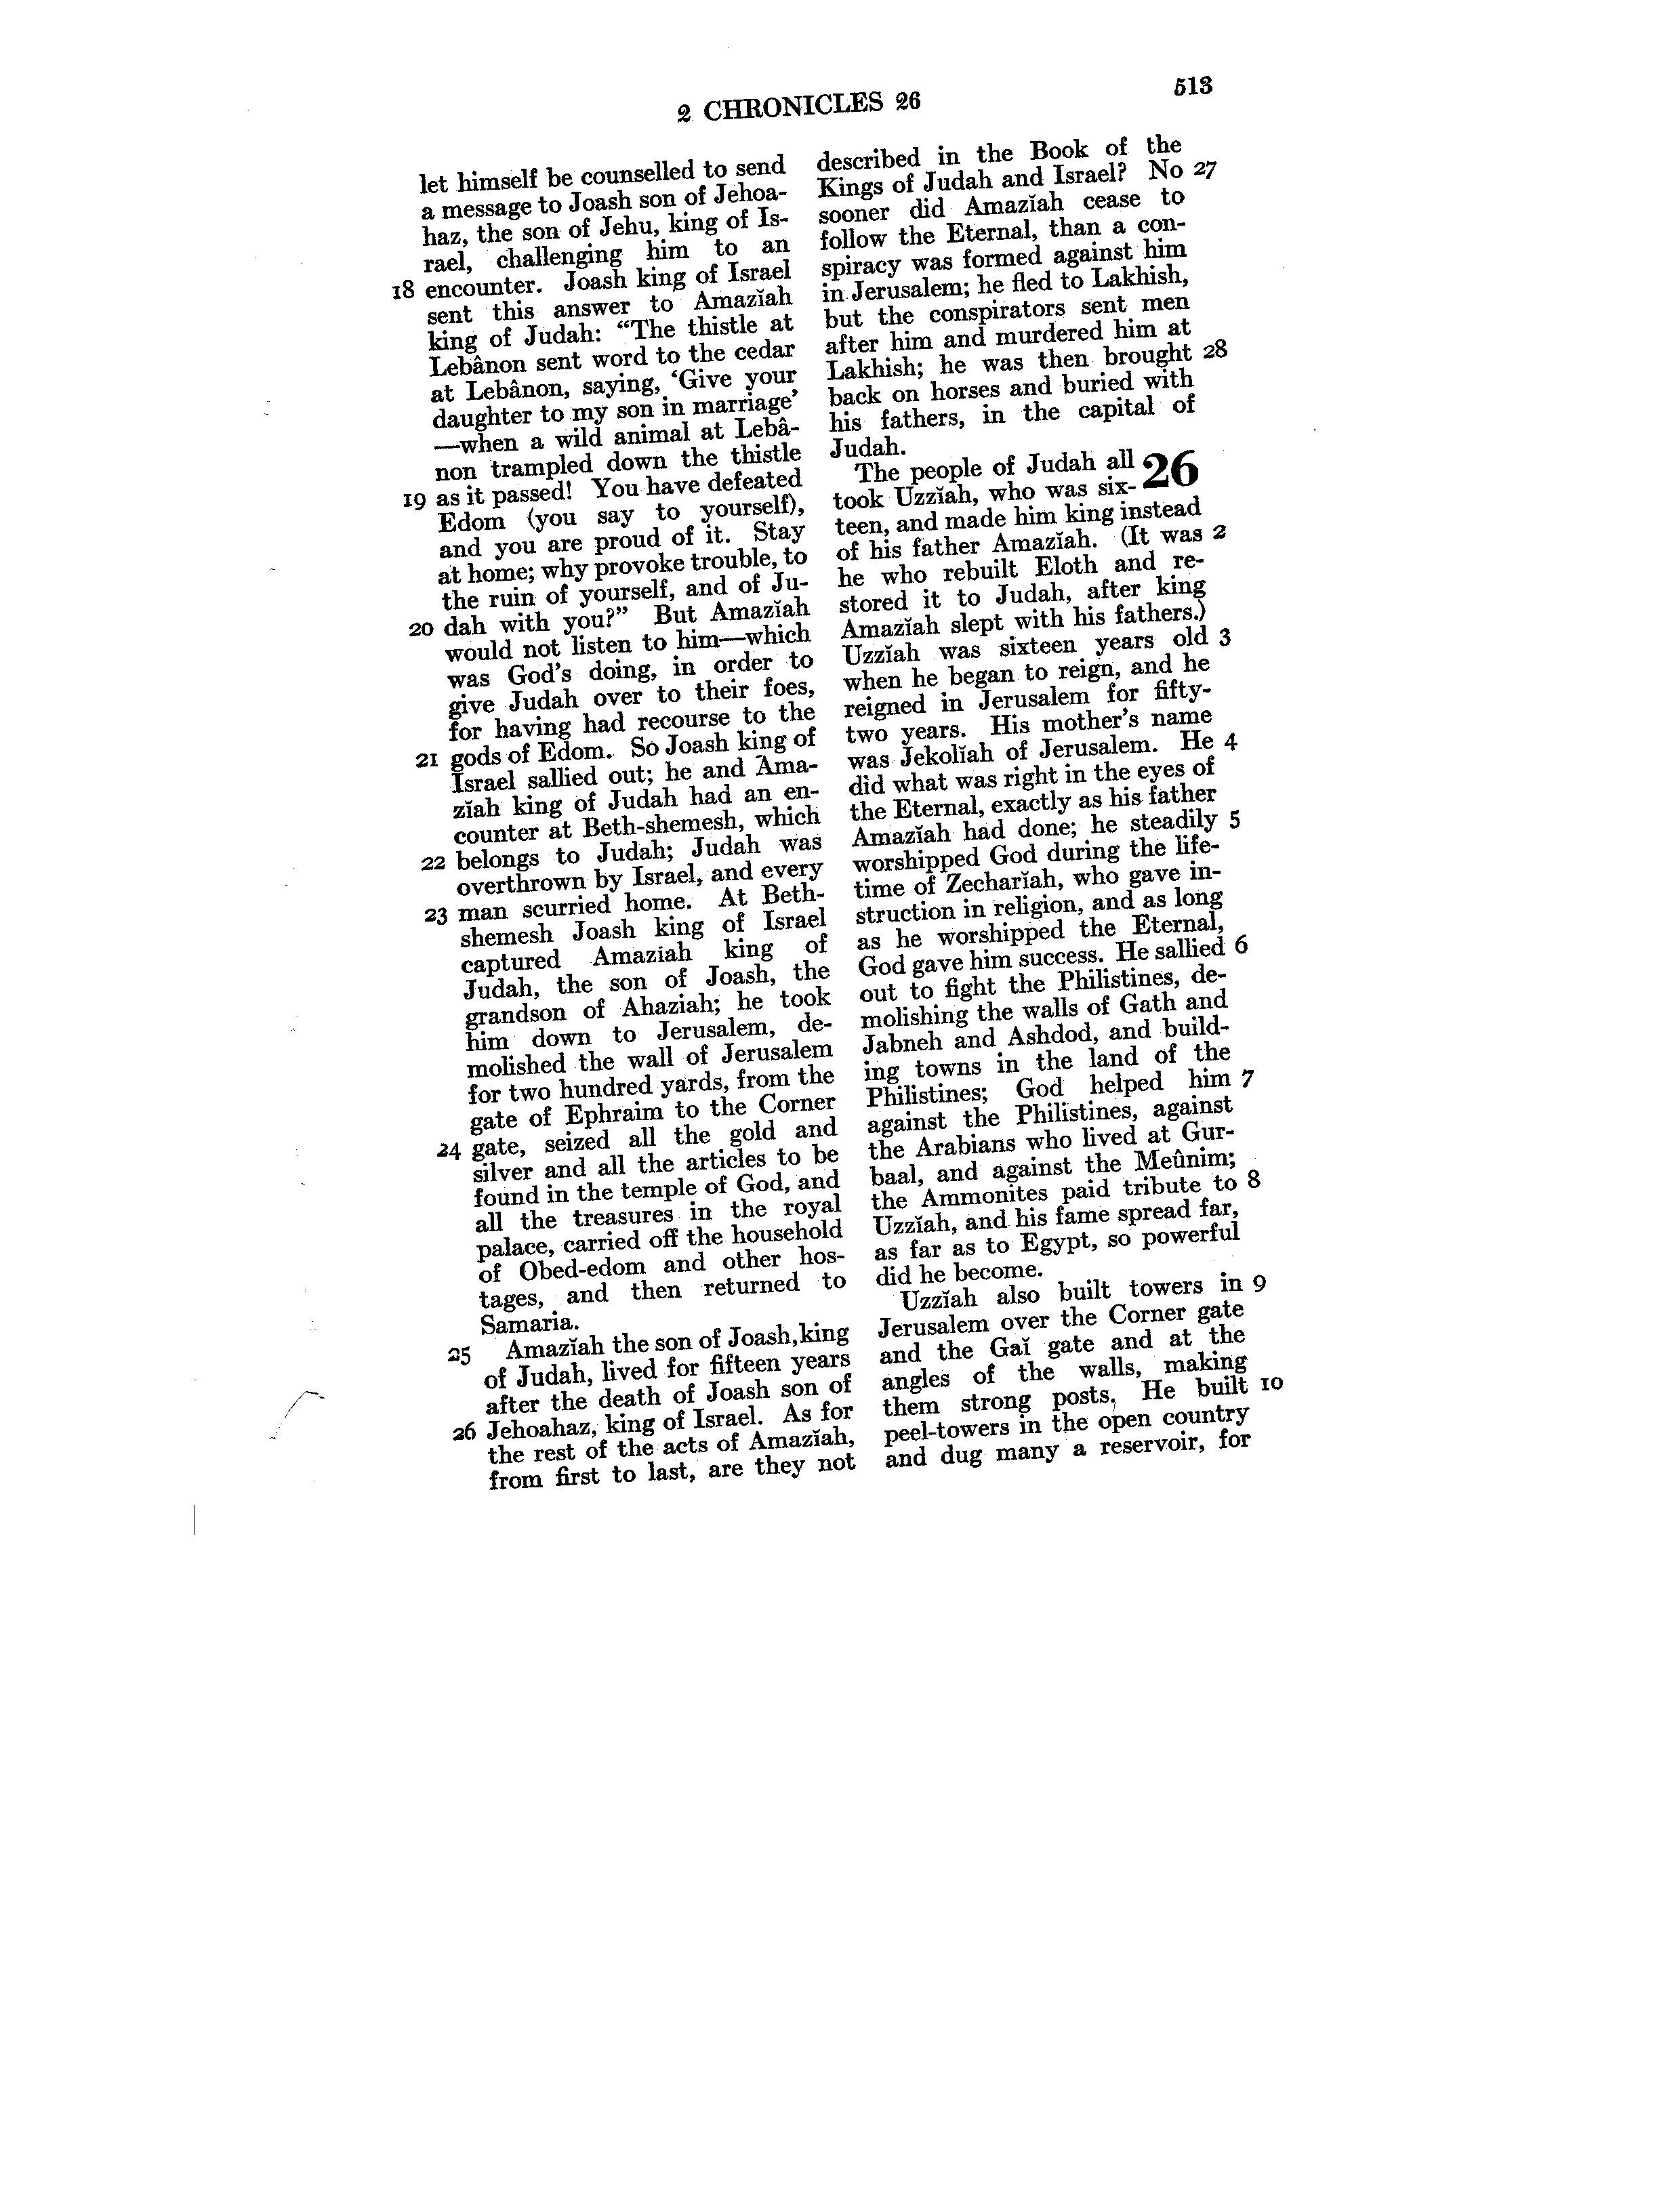 2 CHRONICLES 26 513
let himself be counselled to send
a message to Joash son of Jehoa-
haz, the son of Jehu, king of Is-
rael, challenging him to an
18 encounter. Joash king of Israel
sent this answer to Amazĭah
king of Judah: “The thistle at
Lebânon sent word to the cedar
at Lebânon, saying, ‘Give your
daughter to my son in marriage’
—when a wild animal at Lebâ-
non trampled down the thistle
19 as it passed! You have defeated
Edom (you say to yourself),
and you are proud of it. Stay
at home; why provoke trouble, to
the ruin of yourself, and of Ju-
20 dah with you?” But Amazĭah
would not listen to him—which
was God's doing, in order to
give Judah over to their foes,
for having had recourse to the
21 gods of Edom. So Joash king of
Israel sallied out; he and Ama-
zĭah king of Judah had an en-
counter at Beth-shemesh, which
22 belongs to Judah; Judah was
overthrown by Israel, and every
23 man scurried home. At Beth-
shemesh Joash king of Israel
captured Amaziah king of
Judah, the son of Joash, the
grandson of Ahaziah; he took
him down to Jerusalem, de-
molished the wall of Jerusalem
for two hundred yards, from the
gate of Ephraim to the Corner
24 gate, seized all the gold and
silver and all the articles to be
found in the temple of God, and
all the treasures in the royal
palace, carried off the household
of Obed-edom and other hos-
tages, and then returned to
Samaria.
25 Amazĭah the son of Joash, king
of Judah, lived for fifteen years
after the death of Joash son of
26 Jehoahaz, king of Israel. As for
the rest of the acts of Amazĭah,
from first to last, are they not
described in the Book of the
Kings of Judah and Israel? No 27
sooner did Amazĭah cease to
follow the Eternal, than a con-
spiracy was formed against him
in Jerusalem; he fled to Lakhish,
but the conspirators sent men
after him and murdered him at
Lakhish; he was then brought 28
back on horses and buried with
his fathers, in the capital of
Judah.
The people of Judah all 26
took Uzzĭah, who was six-
teen, and made him king instead
of his father Amazĭah. (It was 2
he who rebuilt Eloth and re-
stored it to Judah, after king
Amazĭah slept with his fathers.)
Uzzĭah was sixteen years old 3
when he began to reign, and he
reigned in Jerusalem for fifty-
two years. His mother's name
was Jekolĭah of Jerusalem. He 4
did what was right in the eyes of
the Eternal, exactly as his father
Amazĭah had done; he steadily 5
worshipped God during the life-
time of Zecharĭah, who gave in-
struction in religion, and as long
as he worshipped the Eternal,
God gave him success. He sallied 6
out to fight the Philistines, de-
molishing the walls of Gath and
Jabneh and Ashdod, and build-
ing towns in the land of the
Philistines; God helped him 7
against the Philistines, against
the Arabians who lived at Gur-
baal, and against the Meûnim;
the Ammonites paid tribute to 8
Uzzĭah, and his fame spread far,
as far as to Egypt, so powerful
did he become.
Uzzĭah also built towers in 9
Jerusalem over the Corner gate
and the Gaĭ gate and at the
angles of the walls, making
them strong posts. He built 10
peel-towers in the open country
and dug many a reservoir, for